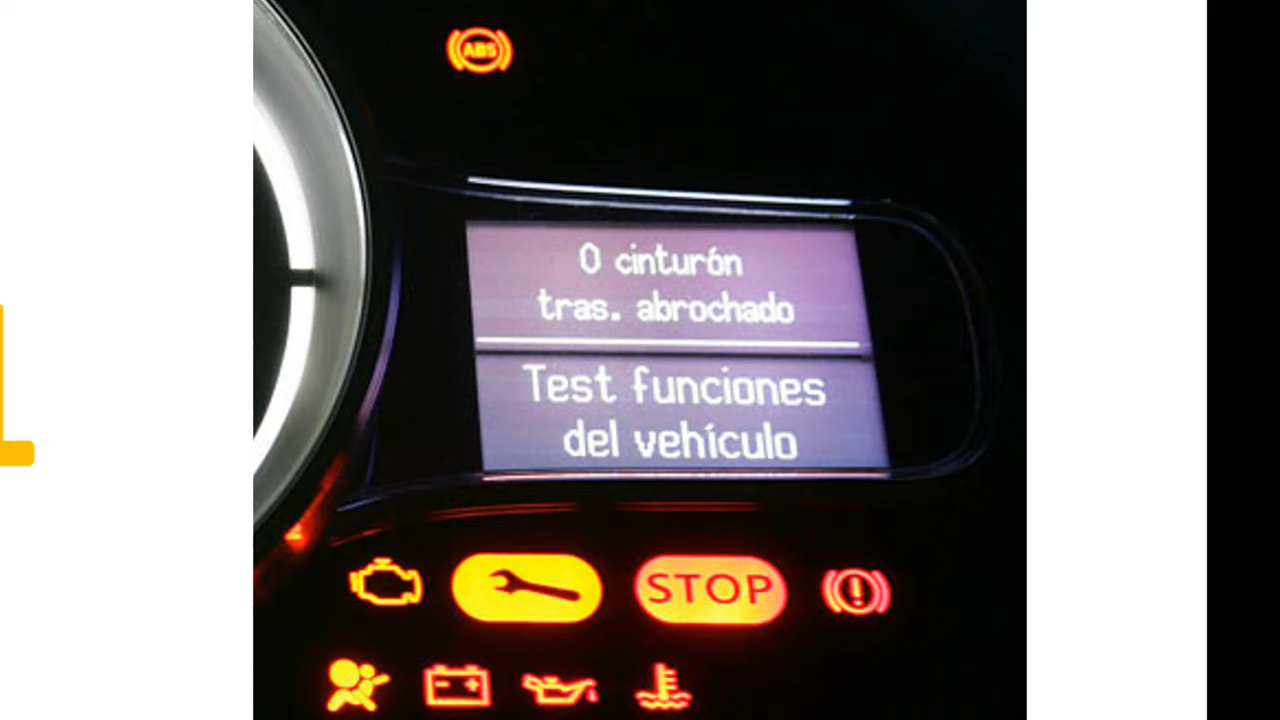 ABS
0 cinturón
tras. abrochado
Test funciones
del vehículo
STOP